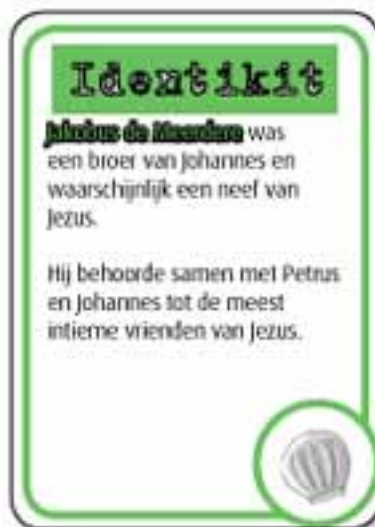 Identikit
Jakobus de Meerdere was
een broer van Johannes en
waarschijnlijk een neef van
Jezus.
Hij behoorde samen met Petrus
en Johannes tot de meest
intieme vrienden van Jezus.